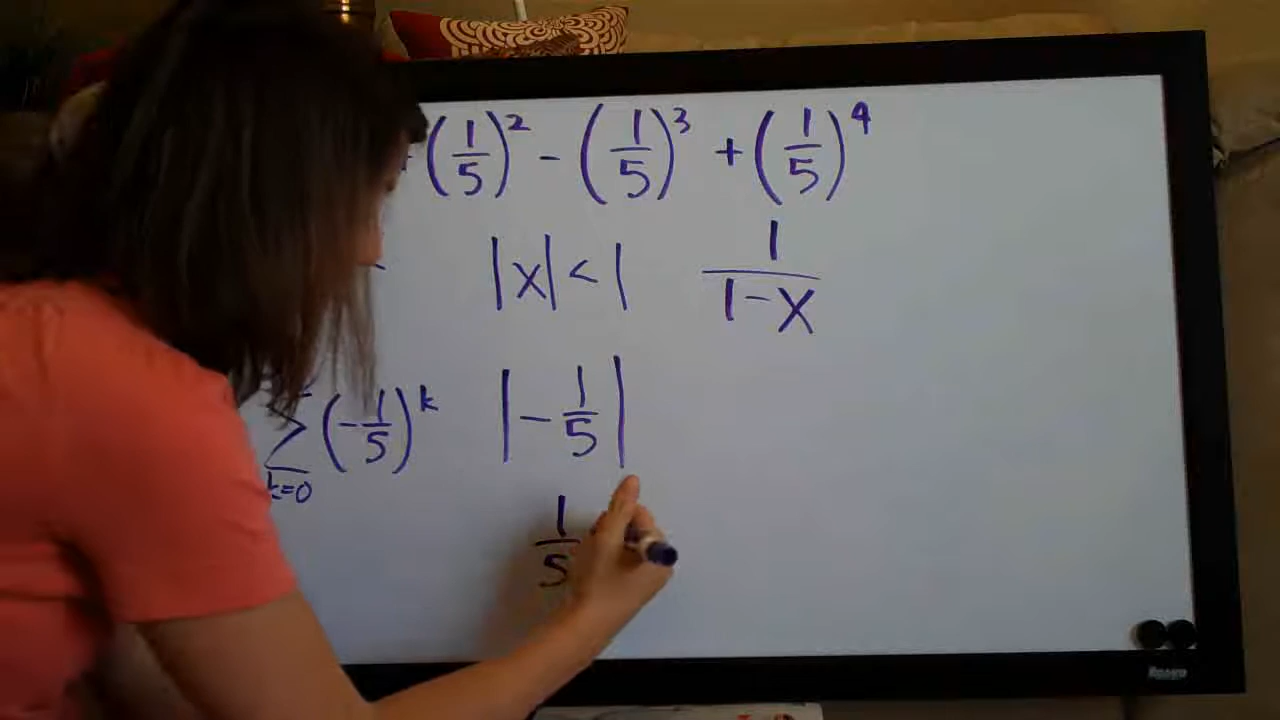 + (1/5)^2 - (1/5)^3 + (1/5)^4
|x| < 1    1/(1-x)
∑ (-1/5)^k    |-1/5|
k=0
1/5